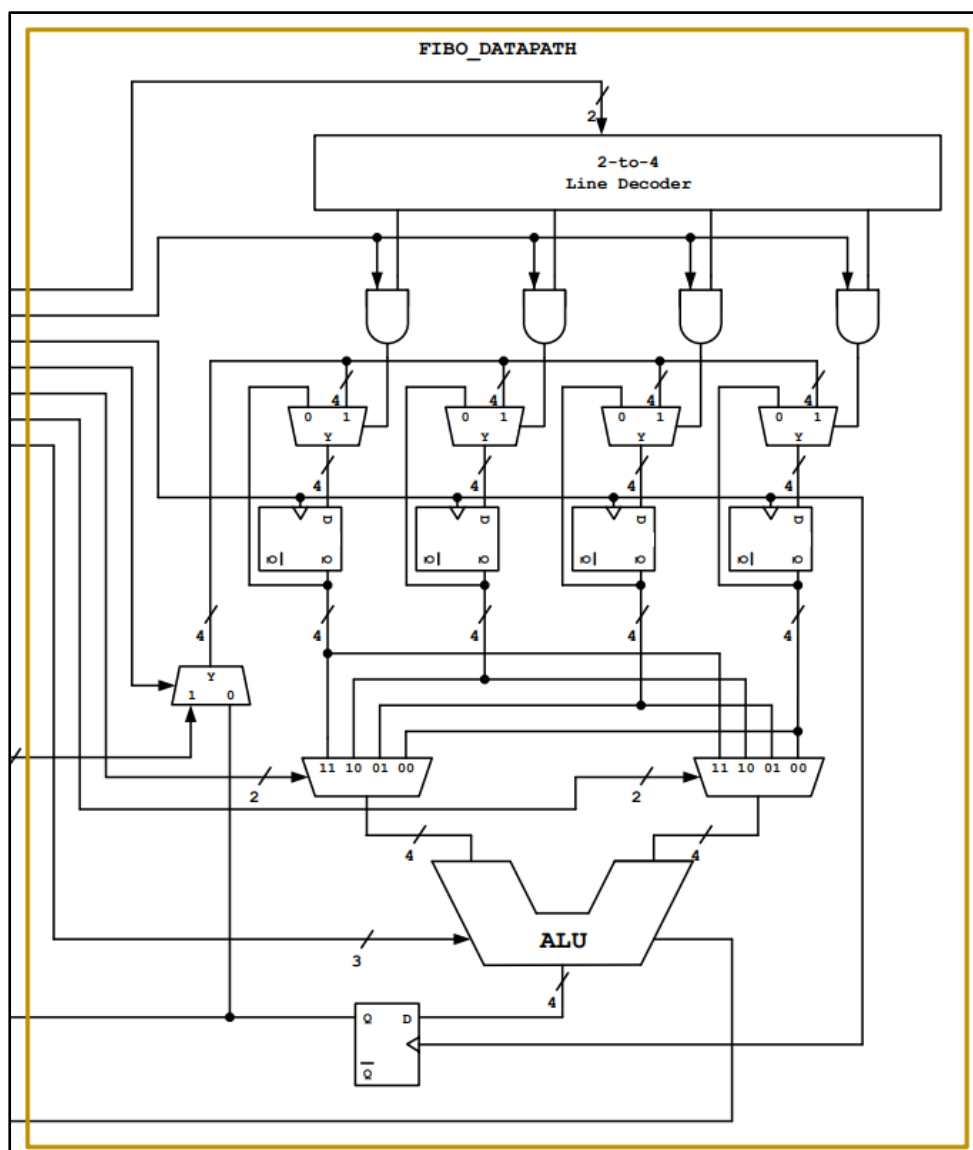 FIBO_DATAPATH
2
2-to-4
Line Decoder
4 4 4 4
0 1 0 1 0 1 0 1
Y Y Y Y
4 4 4 4
D D D D
Q Q Q Q Q Q Q Q
4 4 4 4 4
Y
1 0
11 10 01 00 11 10 01 00
2 2
4 4
ALU
3
4
Q D
Q